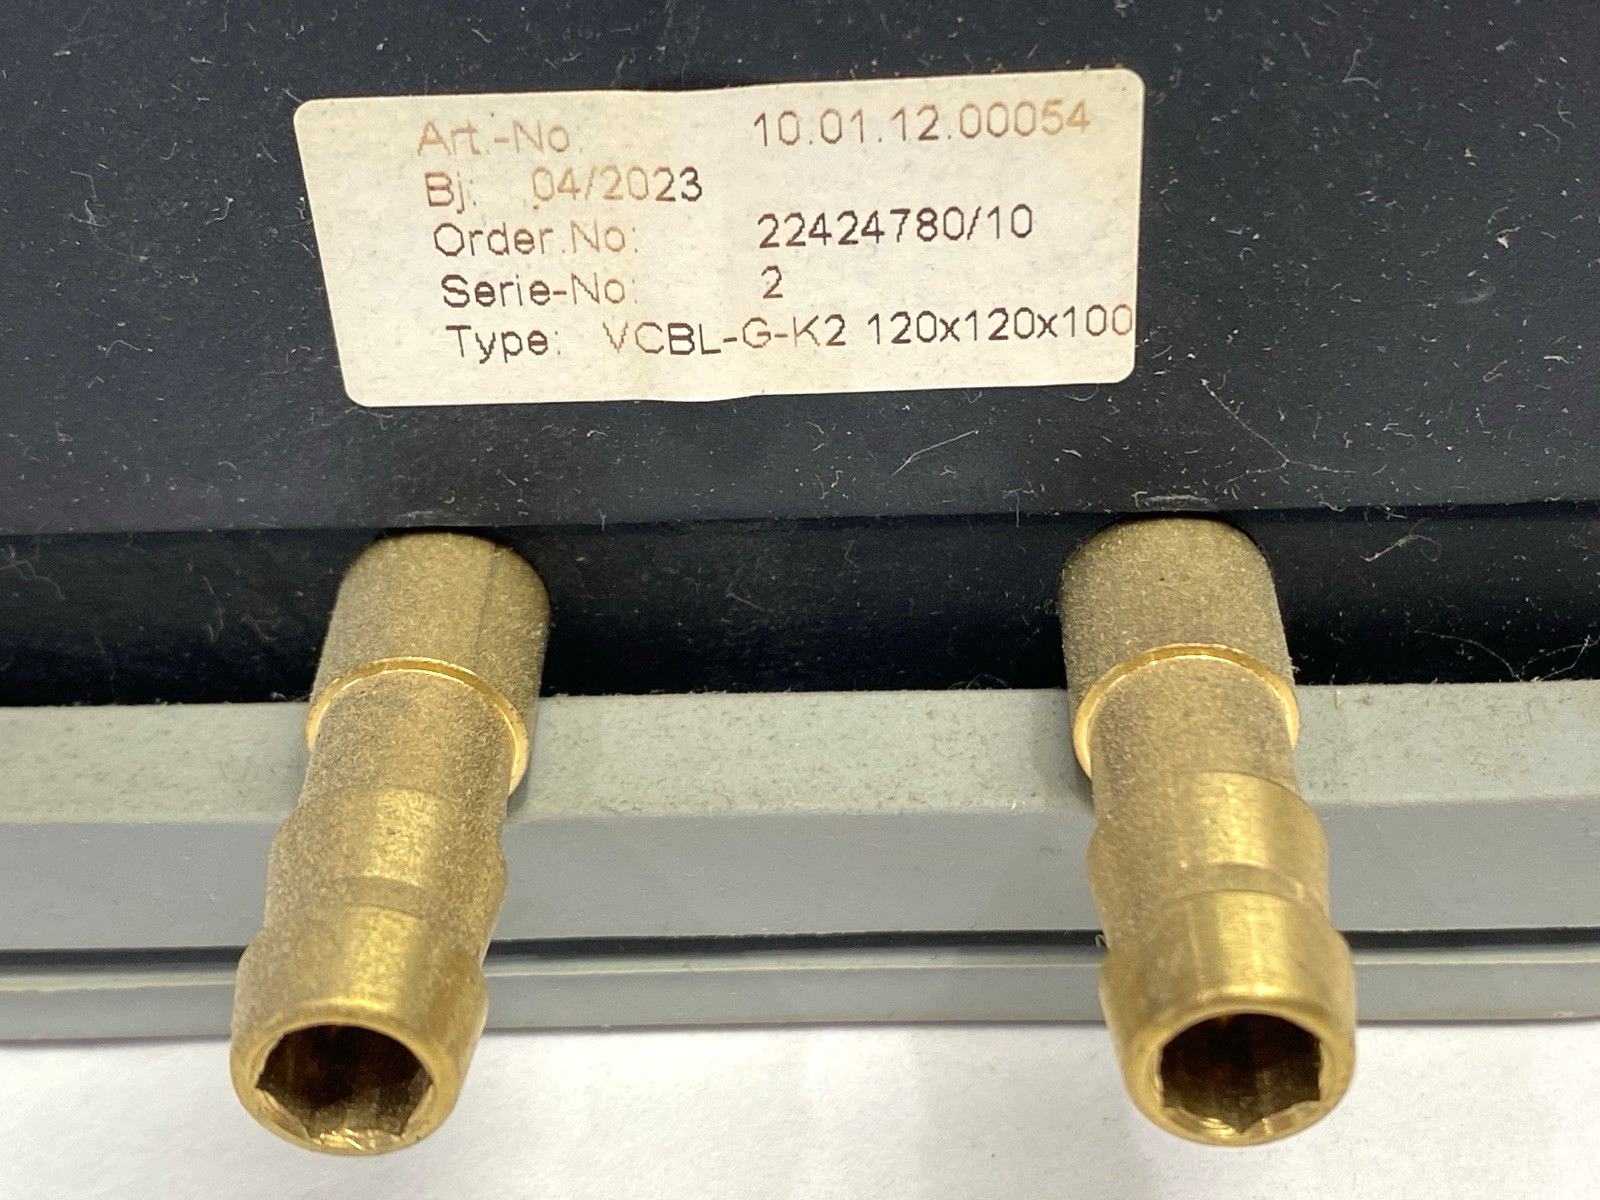 Art.-No. 10.01.12.00054
Bj: 04/2023
Order.No: 22424780/10
Serie-No: 2
Type: VCBL-G-K2 120x120x100